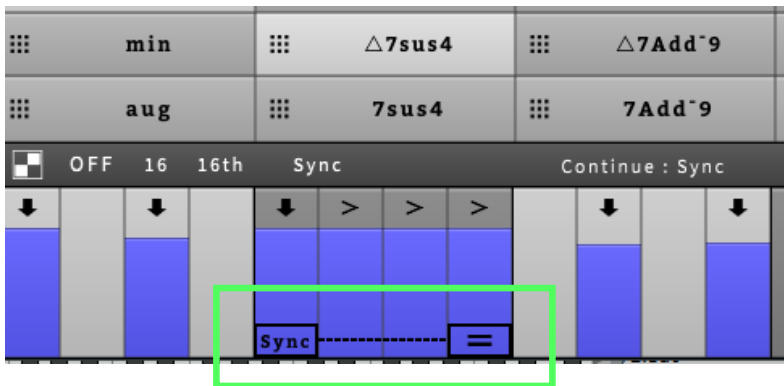 min △7sus4 △7Add⁻9
aug 7sus4 7Add⁻9
OFF 16 16th Sync Continue : Sync
> > >
Sync =